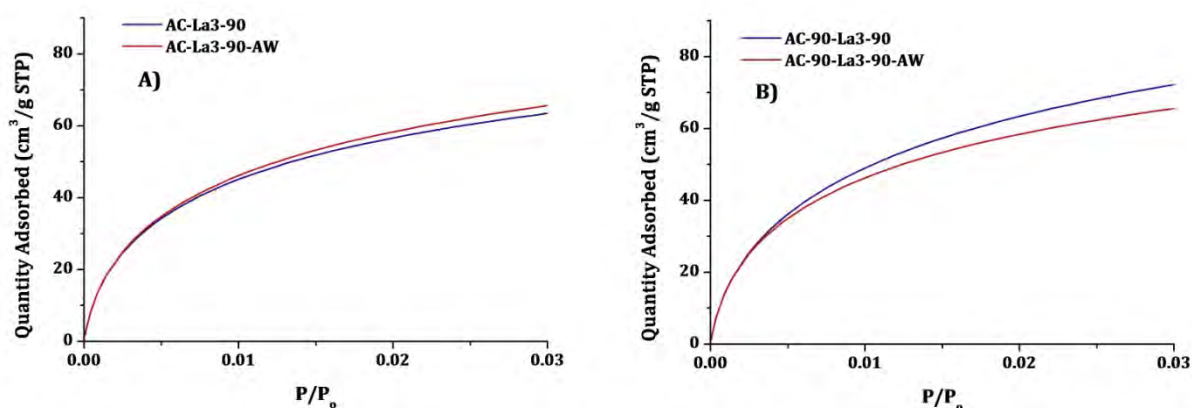 AC-La3-90
AC-La3-90-AW
A)
80
60
40
20
0
0.00
0.01
0.02
0.03
Quantity Adsorbed (cm³/g STP)
P/Pₒ
AC-90-La3-90
AC-90-La3-90-AW
B)
80
60
40
20
0
0.00
0.01
0.02
0.03
Quantity Adsorbed (cm³/g STP)
P/Pₒ